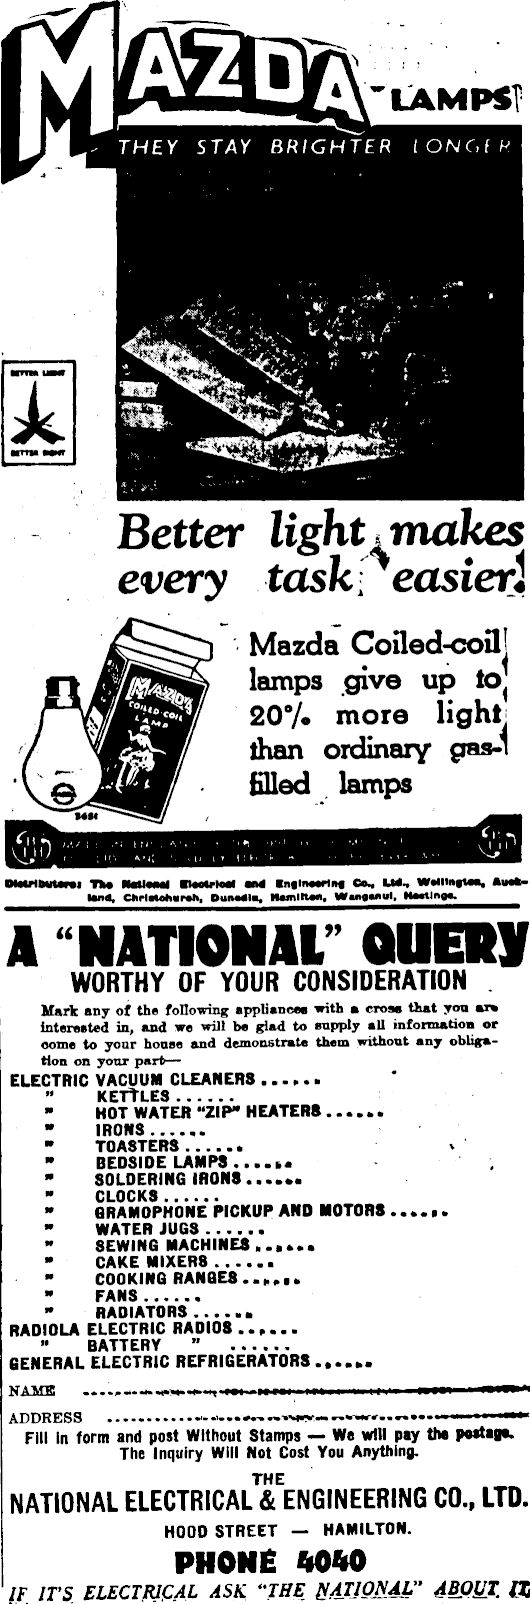 MAZDA LAMPS
THEY STAY BRIGHTER LONGER
BETTER LIGHT
BETTER SIGHT
Better light makes
every task easier!
MAZDA
COILED-COIL
LAMP
Mazda Coiled-coil
lamps give up to
20% more light
than ordinary gas-
filled lamps
Distributors: The National Electrical and Engineering Co., Ltd., Wellington, Auck-
land, Christchurch, Dunedin, Hamilton, Wanganui, Hastings.
A "NATIONAL" QUERY
WORTHY OF YOUR CONSIDERATION
Mark any of the following appliances with a cross that you are
interested in, and we will be glad to supply all information or
come to your house and demonstrate them without any obliga-
tion on your part—
ELECTRIC VACUUM CLEANERS ......
" KETTLES ......
" HOT WATER "ZIP" HEATERS ......
" IRONS ......
" TOASTERS ......
" BEDSIDE LAMPS ......
" SOLDERING IRONS ......
" CLOCKS ......
" GRAMOPHONE PICKUP AND MOTORS ......
" WATER JUGS ......
" SEWING MACHINES ......
" CAKE MIXERS ......
" COOKING RANGES ......
" FANS ......
" RADIATORS ......
RADIOLA ELECTRIC RADIOS ......
" BATTERY " ......
GENERAL ELECTRIC REFRIGERATORS ......
NAME ......
ADDRESS ......
Fill in form and post Without Stamps — We will pay the postage.
The Inquiry Will Not Cost You Anything.
THE
NATIONAL ELECTRICAL & ENGINEERING CO., LTD.
HOOD STREET — HAMILTON.
PHONE 4040
IF IT'S ELECTRICAL ASK "THE NATIONAL" ABOUT IT